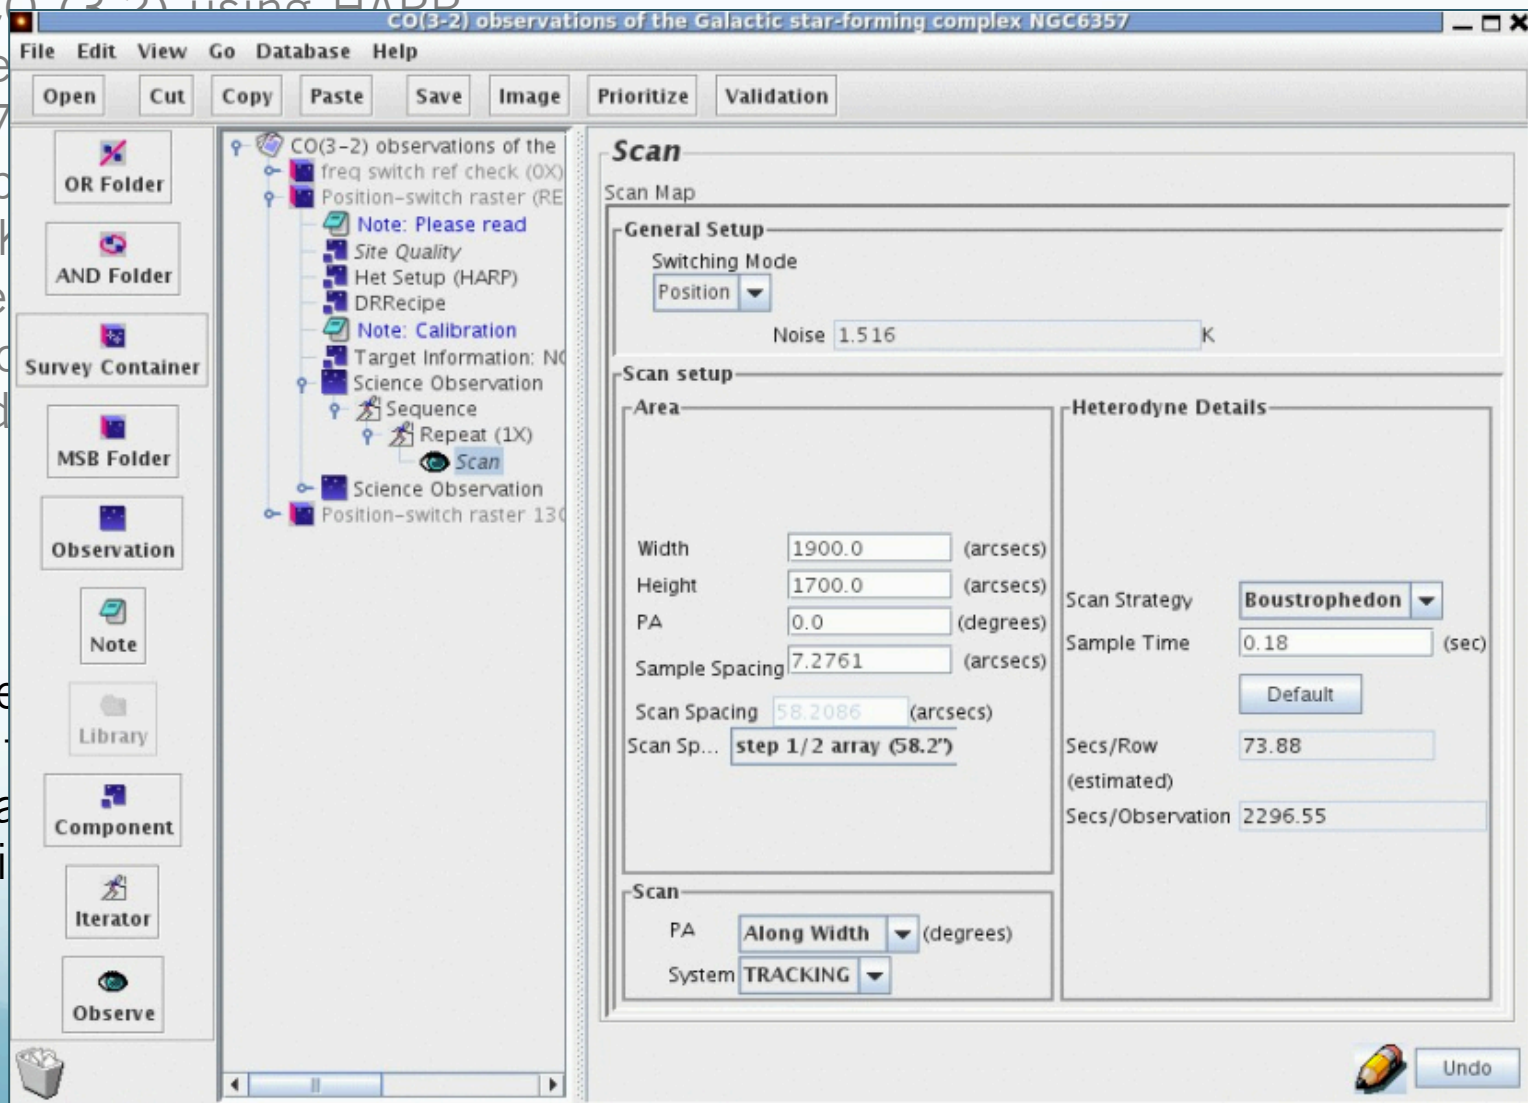 CO(3-2) observations of the Galactic star-forming complex NGC6357
File Edit View Go Database Help
Open Cut Copy Paste Save Image Prioritize Validation
OR Folder
AND Folder
Survey Container
MSB Folder
Observation
Note
Library
Component
Iterator
Observe
CO(3-2) observations of the
freq switch ref check (0X)
Position-switch raster (RE
Note: Please read
Site Quality
Het Setup (HARP)
DRRecipe
Note: Calibration
Target Information: NG
Science Observation
Sequence
Repeat (1X)
Scan
Science Observation
Position-switch raster 13C
Scan
Scan Map
General Setup
Switching Mode
Position
Noise 1.516 K
Scan setup
Area
Width 1900.0 (arcsecs)
Height 1700.0 (arcsecs)
PA 0.0 (degrees)
Sample Spacing 7.2761 (arcsecs)
Scan Spacing 58.2086 (arcsecs)
Scan Sp... step 1/2 array (58.2")
Scan
PA Along Width (degrees)
System TRACKING
Heterodyne Details
Scan Strategy Boustrophedon
Sample Time 0.18 (sec)
Default
Secs/Row 73.88
(estimated)
Secs/Observation 2296.55
Undo